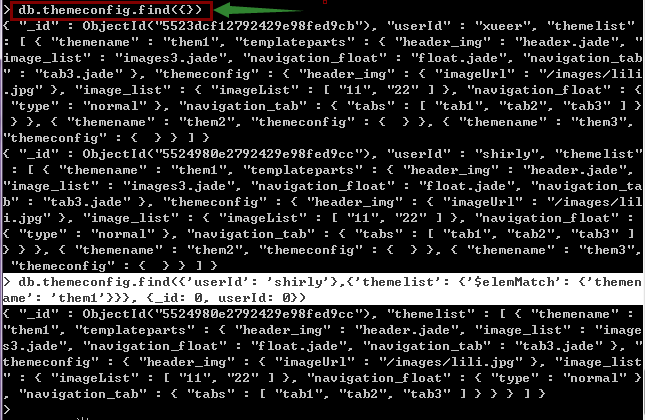 > db.themeconfig.find({})
{ "_id" : ObjectId("5523dcf12792429e98fed9cb"), "userId" : "xueer", "themelist"
: [ { "themename" : "them1", "templateparts" : { "header_img" : "header.jade", "
image_list" : "images3.jade", "navigation_float" : "float.jade", "navigation_tab
" : "tab3.jade" }, "themeconfig" : { "header_img" : { "imageUrl" : "/images/lili
.jpg" }, "image_list" : { "imageList" : [ "11", "22" ] }, "navigation_float" : {
"type" : "normal" }, "navigation_tab" : { "tabs" : [ "tab1", "tab2", "tab3" ] }
} }, { "themename" : "them2", "themeconfig" : {  } }, { "themename" : "them3",
"themeconfig" : {  } } ] }
{ "_id" : ObjectId("5524980e2792429e98fed9cc"), "userId" : "shirly", "themelist"
: [ { "themename" : "them1", "templateparts" : { "header_img" : "header.jade",
"image_list" : "images3.jade", "navigation_float" : "float.jade", "navigation_ta
b" : "tab3.jade" }, "themeconfig" : { "header_img" : { "imageUrl" : "/images/lil
i.jpg" }, "image_list" : { "imageList" : [ "11", "22" ] }, "navigation_float" :
{ "type" : "normal" }, "navigation_tab" : { "tabs" : [ "tab1", "tab2", "tab3" ]
} } }, { "themename" : "them2", "themeconfig" : {  } }, { "themename" : "them3",
"themeconfig" : {  } } ] }
> db.themeconfig.find({'userId': 'shirly'},{'themelist': {'$elemMatch': {'themen
ame': 'them1'}}}, {_id: 0, userId: 0})
{ "_id" : ObjectId("5524980e2792429e98fed9cc"), "themelist" : [ { "themename" :
"them1", "templateparts" : { "header_img" : "header.jade", "image_list" : "image
s3.jade", "navigation_float" : "float.jade", "navigation_tab" : "tab3.jade" }, "
themeconfig" : { "header_img" : { "imageUrl" : "/images/lili.jpg" }, "image_list
" : { "imageList" : [ "11", "22" ] }, "navigation_float" : { "type" : "normal" }
, "navigation_tab" : { "tabs" : [ "tab1", "tab2", "tab3" ] } } } ] }
>